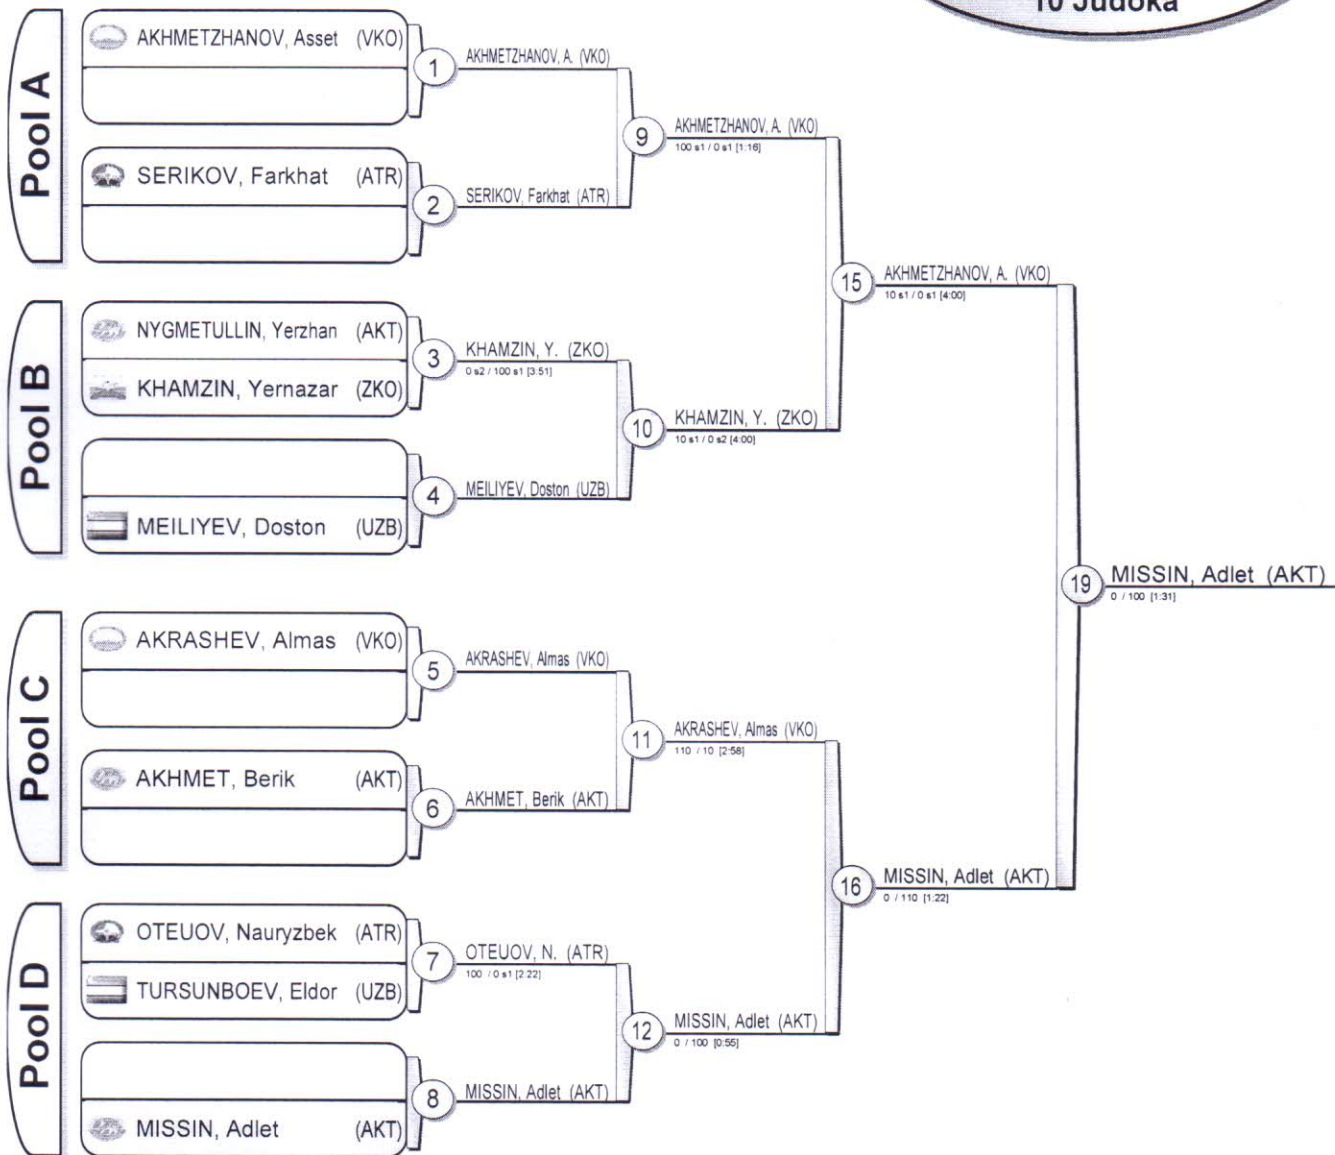 10 Judoka
Pool A
AKHMETZHANOV, Asset (VKO)
1
AKHMETZHANOV, A. (VKO)
SERIKOV, Farkhat (ATR)
2
SERIKOV, Farkhat (ATR)
9
AKHMETZHANOV, A. (VKO)
100 s1 / 0 s1 [1:16]
Pool B
NYGMETULLIN, Yerzhan (AKT)
KHAMZIN, Yernazar (ZKO)
3
KHAMZIN, Y. (ZKO)
0 s2 / 100 s1 [3:51]
MEILIYEV, Doston (UZB)
4
MEILIYEV, Doston (UZB)
10
KHAMZIN, Y. (ZKO)
10 s1 / 0 s2 [4:00]
15
AKHMETZHANOV, A. (VKO)
10 s1 / 0 s1 [4:00]
Pool C
AKRASHEV, Almas (VKO)
5
AKRASHEV, Almas (VKO)
AKHMET, Berik (AKT)
6
AKHMET, Berik (AKT)
11
AKRASHEV, Almas (VKO)
110 / 10 [2:58]
Pool D
OTEUOV, Nauryzbek (ATR)
TURSUNBOEV, Eldor (UZB)
7
OTEUOV, N. (ATR)
100 / 0 s1 [2:22]
MISSIN, Adlet (AKT)
8
MISSIN, Adlet (AKT)
12
MISSIN, Adlet (AKT)
0 / 100 [0:55]
16
MISSIN, Adlet (AKT)
0 / 110 [1:22]
19
MISSIN, Adlet (AKT)
0 / 100 [1:31]